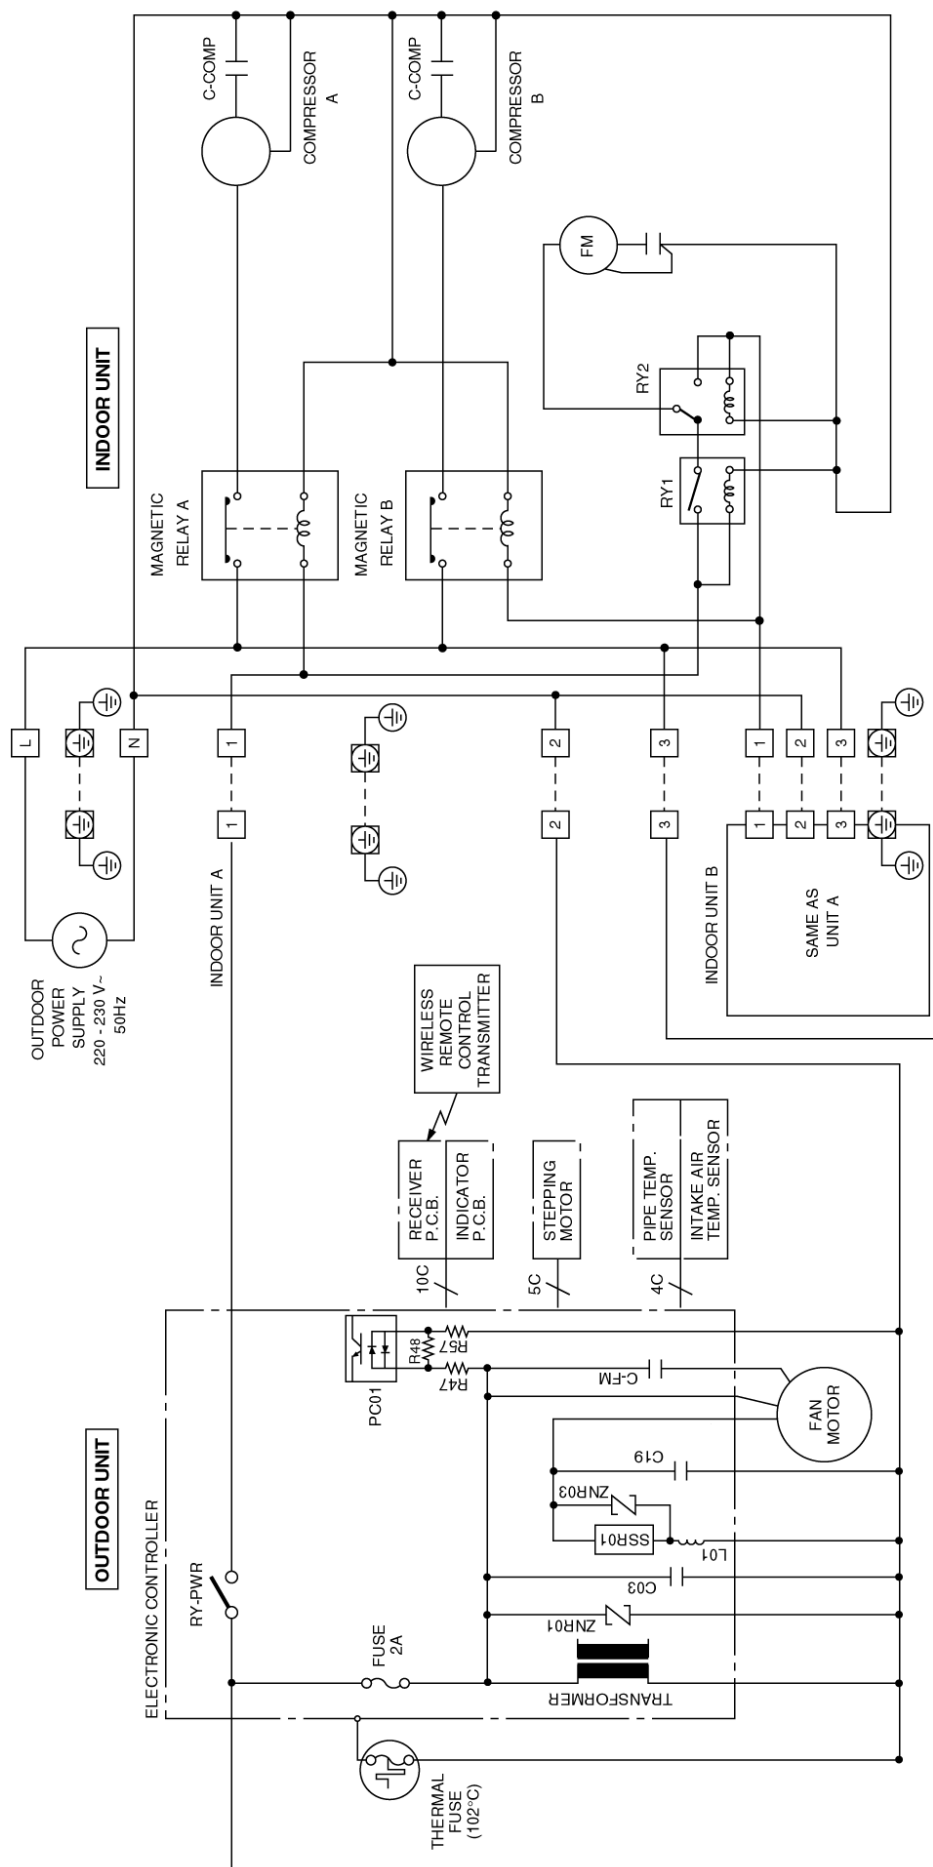 INDOOR UNIT
OUTDOOR
POWER
SUPPLY
220 - 230 V~
50Hz
L
N
MAGNETIC
RELAY A
C-COMP
COMPRESSOR
A
MAGNETIC
RELAY B
C-COMP
COMPRESSOR
B
FM
RY1
RY2
1
2
3
1
2
3
1
2
3
1
2
3
INDOOR UNIT A
INDOOR UNIT B
SAME AS
UNIT A
OUTDOOR UNIT
ELECTRONIC CONTROLLER
RY-PWR
FUSE
2A
THERMAL
FUSE
(102°C)
TRANSFORMER
ZNR01
C03
L01
SSR01
ZNR03
C19
FAN
MOTOR
C-FM
PC01
R47
R48
R57
10C
RECEIVER
P.C.B.
INDICATOR
P.C.B.
WIRELESS
REMOTE
CONTROL
TRANSMITTER
5C
STEPPING
MOTOR
4C
PIPE TEMP.
SENSOR
INTAKE AIR
TEMP. SENSOR